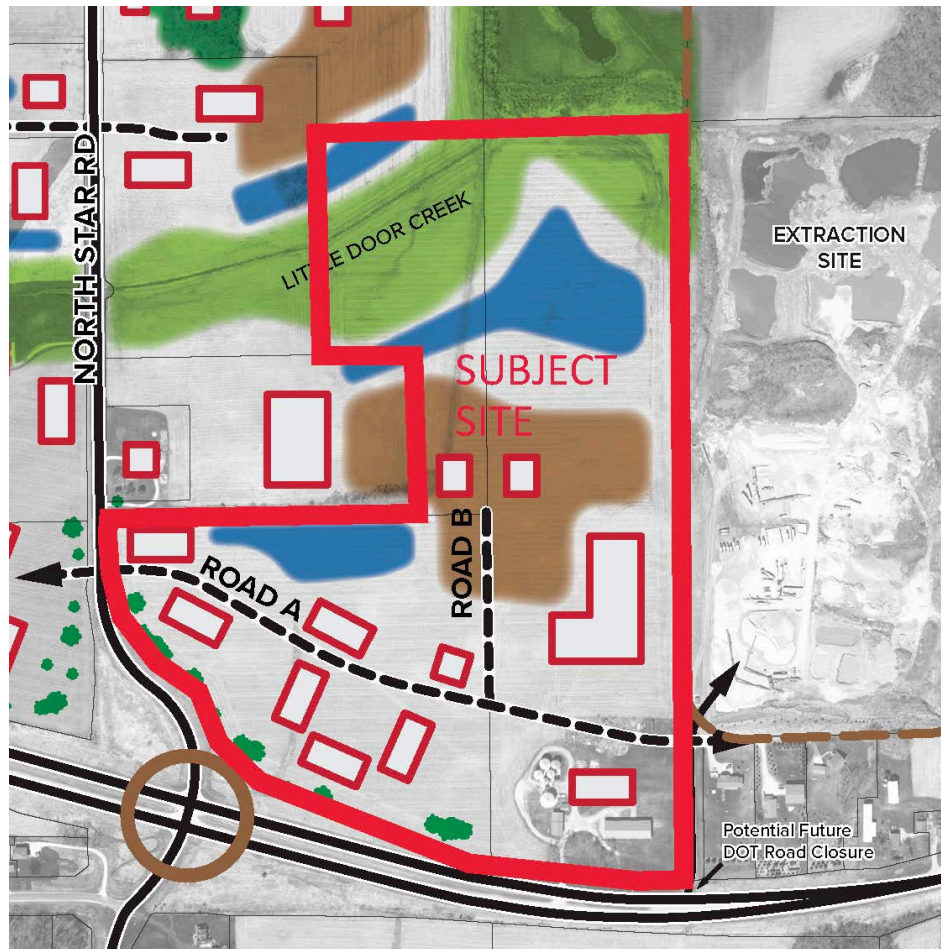 NORTH STAR RD
LITTLE DOOR CREEK
EXTRACTION
SITE
SUBJECT
SITE
ROAD B
ROAD A
Potential Future
DOT Road Closure